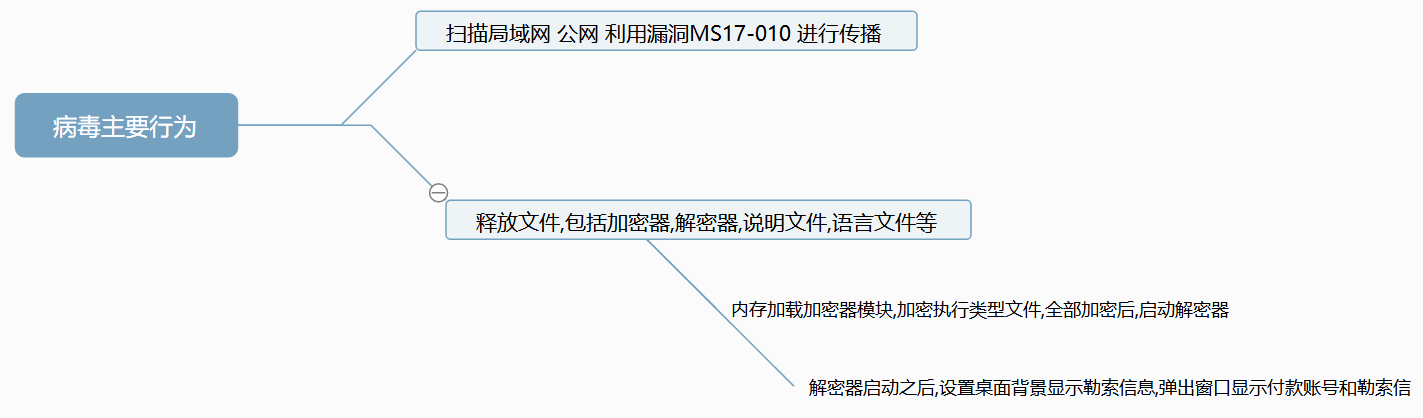 扫描局域网 公网 利用漏洞MS17-010 进行传播
病毒主要行为
释放文件,包括加密器,解密器,说明文件,语言文件等
内存加载加密器模块,加密执行类型文件,全部加密后,启动解密器
解密器启动之后,设置桌面背景显示勒索信息,弹出窗口显示付款账号和勒索信